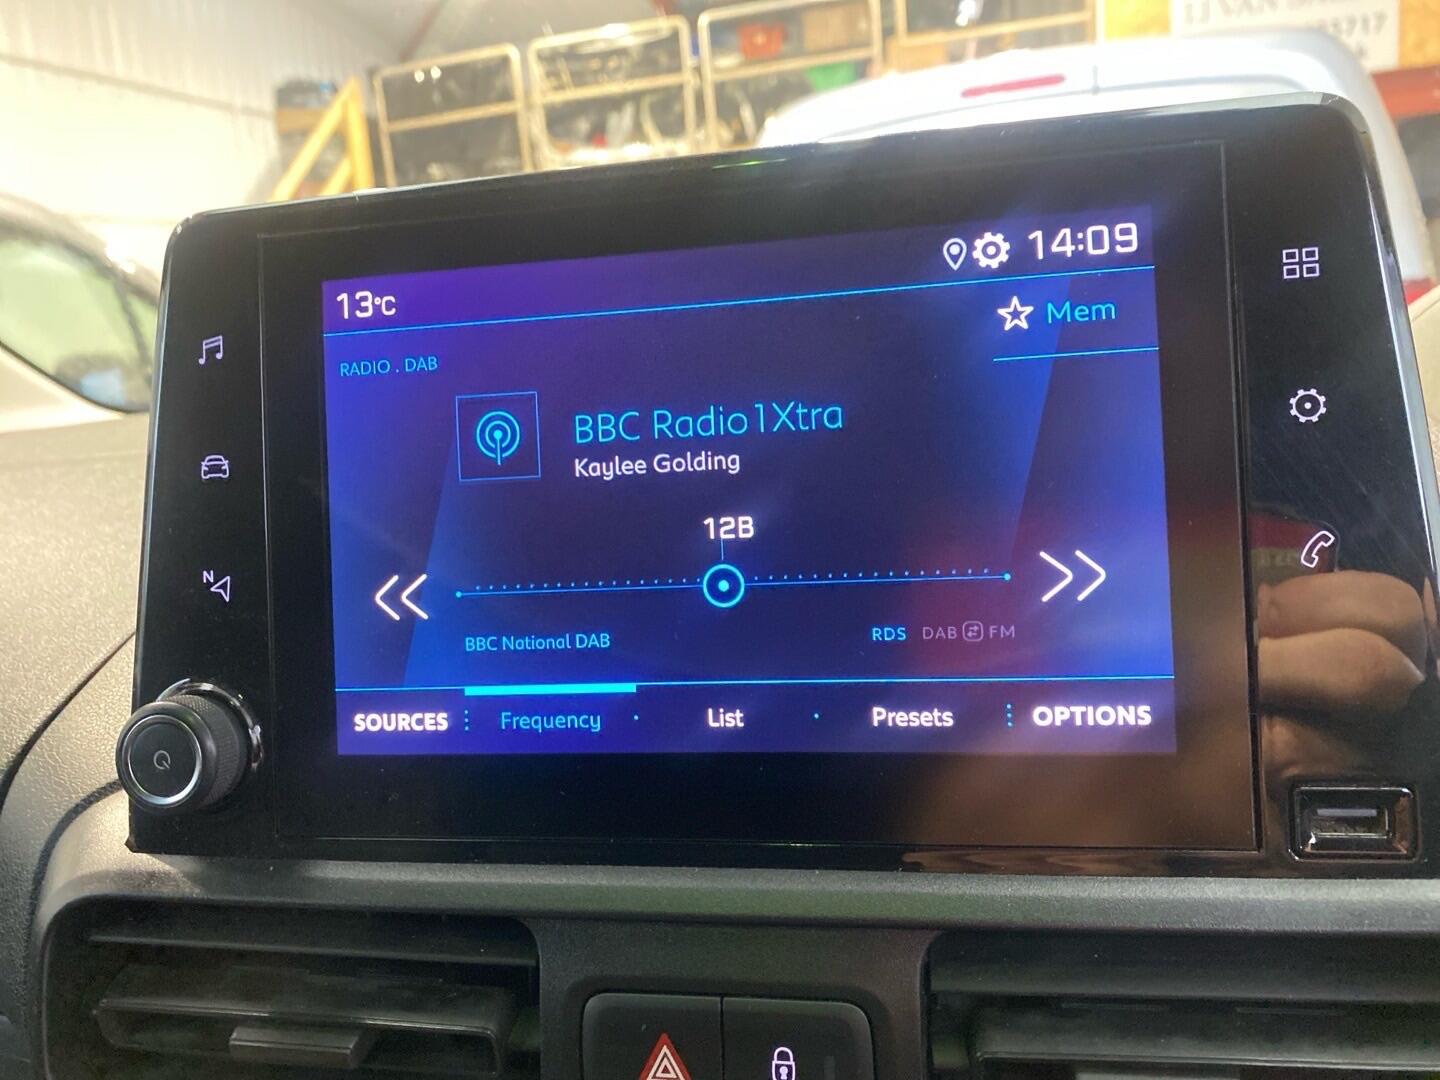 14:09
13°C
Mem
RADIO . DAB
BBC Radio 1Xtra
Kaylee Golding
12B
BBC National DAB
RDS DAB FM
SOURCES Frequency List Presets OPTIONS
N